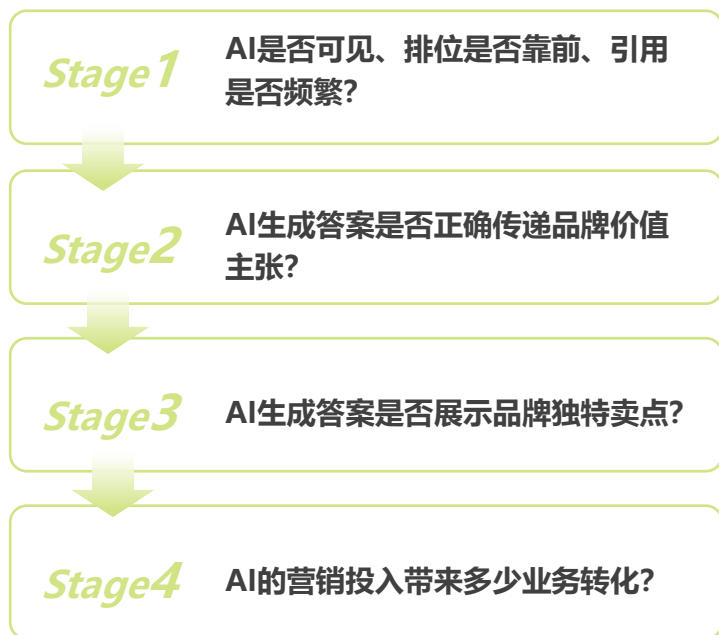 Stage1
AI是否可见、排位是否靠前、引用
是否频繁？
Stage2
AI生成答案是否正确传递品牌价值
主张？
Stage3
AI生成答案是否展示品牌独特卖点？
Stage4
AI的营销投入带来多少业务转化？